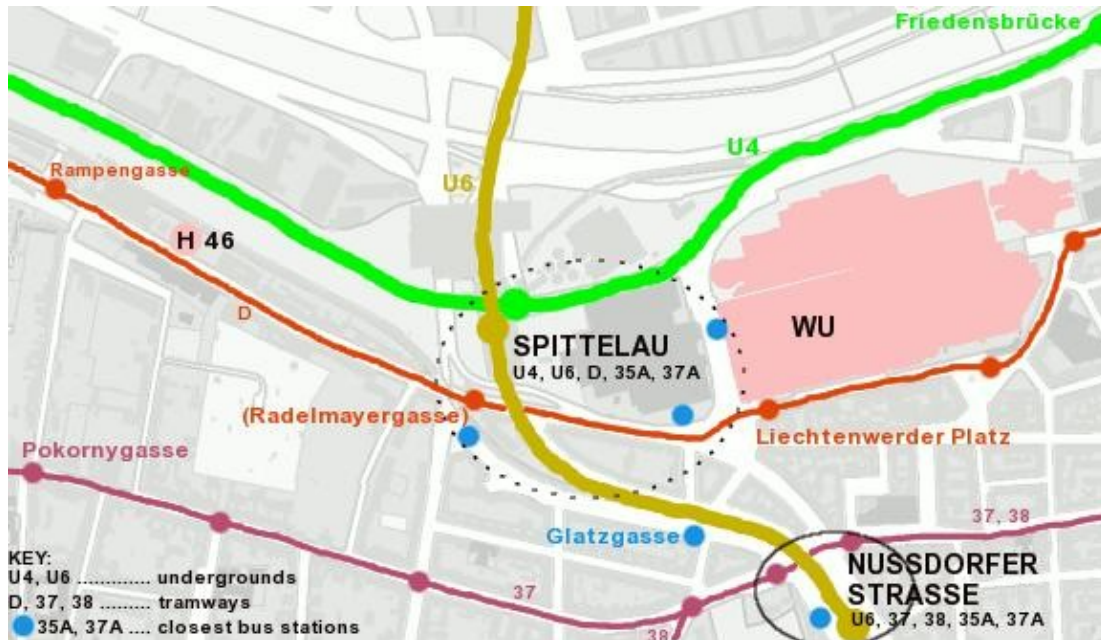 Friedensbrücke
U4
Rampengasse
U6
H 46
D
WU
SPITTELAU
U4, U6, D, 35A, 37A
(Radelmayergasse)
Liechtenwerder Platz
Pokornygasse
Glatzgasse
37, 38
KEY:
U4, U6 ............. undergrounds
D, 37, 38 ......... tramways
35A, 37A .... closest bus stations
37
38
NUSSDORFER
STRASSE
U6, 37, 38, 35A, 37A